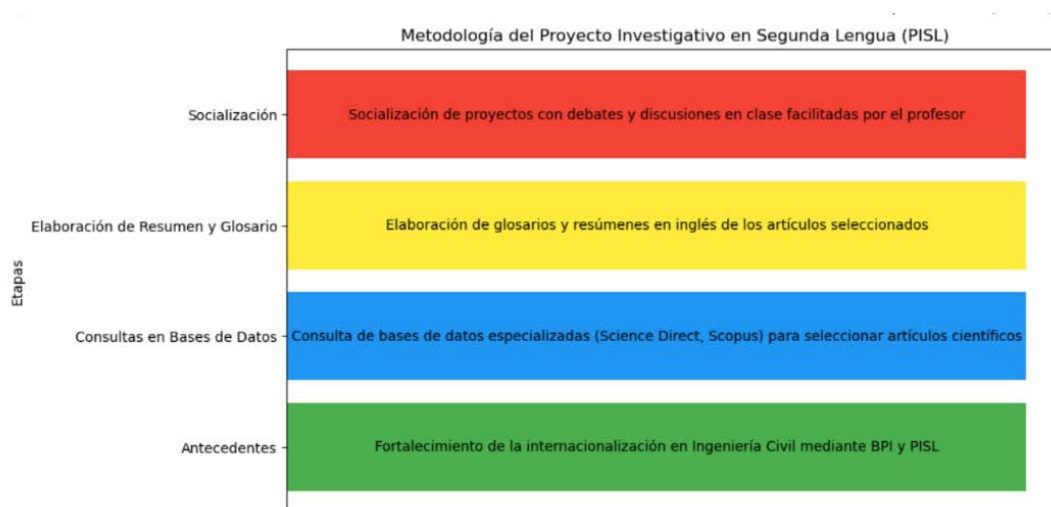 Metodología del Proyecto Investigativo en Segunda Lengua (PISL)
Socialización
Socialización de proyectos con debates y discusiones en clase facilitadas por el profesor
Elaboración de Resumen y Glosario
Elaboración de glosarios y resúmenes en inglés de los artículos seleccionados
Etapas
Consultas en Bases de Datos
Consulta de bases de datos especializadas (Science Direct, Scopus) para seleccionar artículos científicos
Antecedentes
Fortalecimiento de la internacionalización en Ingeniería Civil mediante BPI y PISL